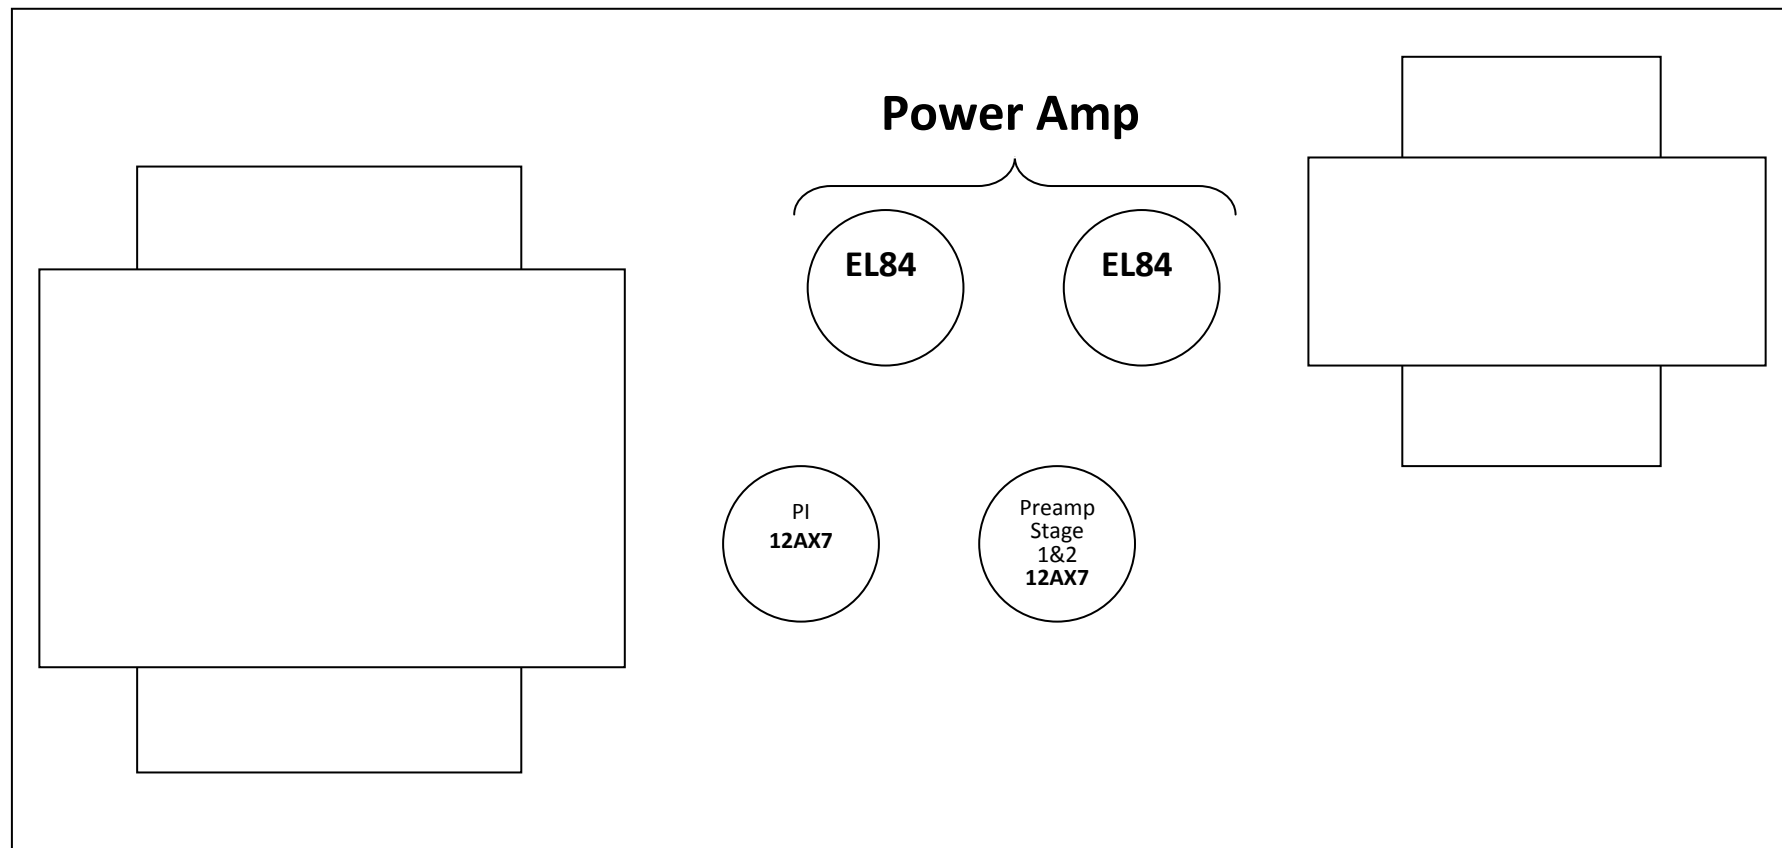 Power Amp
EL84
EL84
PI
12AX7
Preamp
Stage
1&2
12AX7